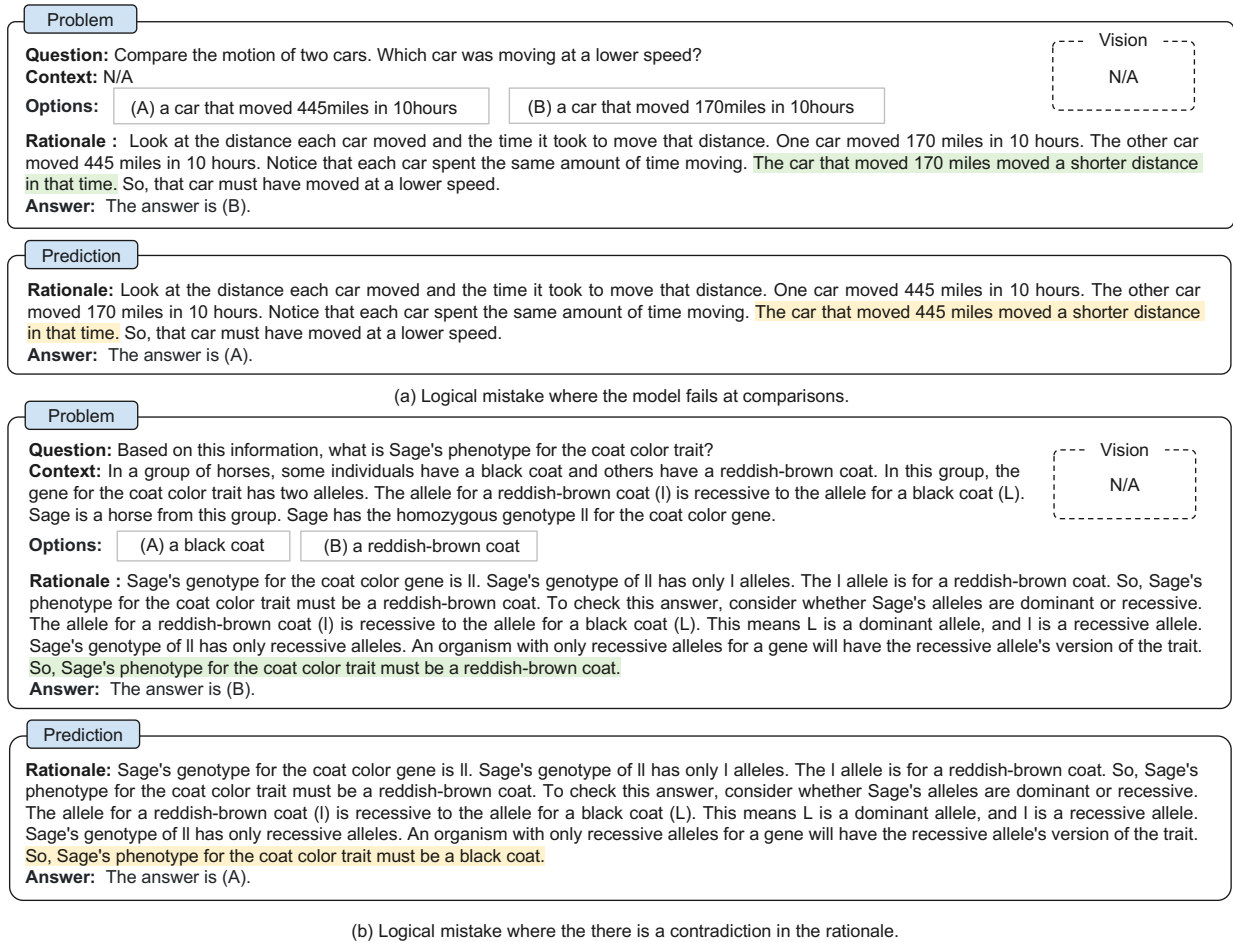 Problem
Question: Compare the motion of two cars. Which car was moving at a lower speed?
Context: N/A
Vision
N/A
Options:
(A) a car that moved 445miles in 10hours
(B) a car that moved 170miles in 10hours
Rationale : Look at the distance each car moved and the time it took to move that distance. One car moved 170 miles in 10 hours. The other car
moved 445 miles in 10 hours. Notice that each car spent the same amount of time moving. The car that moved 170 miles moved a shorter distance
in that time. So, that car must have moved at a lower speed.
Answer: The answer is (B).
Prediction
Rationale: Look at the distance each car moved and the time it took to move that distance. One car moved 445 miles in 10 hours. The other car
moved 170 miles in 10 hours. Notice that each car spent the same amount of time moving. The car that moved 445 miles moved a shorter distance
in that time. So, that car must have moved at a lower speed.
Answer: The answer is (A).
(a) Logical mistake where the model fails at comparisons.
Problem
Question: Based on this information, what is Sage's phenotype for the coat color trait?
Context: In a group of horses, some individuals have a black coat and others have a reddish-brown coat. In this group, the
gene for the coat color trait has two alleles. The allele for a reddish-brown coat (l) is recessive to the allele for a black coat (L).
Sage is a horse from this group. Sage has the homozygous genotype ll for the coat color gene.
Vision
N/A
Options:
(A) a black coat
(B) a reddish-brown coat
Rationale : Sage's genotype for the coat color gene is ll. Sage's genotype of ll has only l alleles. The l allele is for a reddish-brown coat. So, Sage's
phenotype for the coat color trait must be a reddish-brown coat. To check this answer, consider whether Sage's alleles are dominant or recessive.
The allele for a reddish-brown coat (l) is recessive to the allele for a black coat (L). This means L is a dominant allele, and l is a recessive allele.
Sage's genotype of ll has only recessive alleles. An organism with only recessive alleles for a gene will have the recessive allele's version of the trait.
So, Sage's phenotype for the coat color trait must be a reddish-brown coat.
Answer: The answer is (B).
Prediction
Rationale: Sage's genotype for the coat color gene is ll. Sage's genotype of ll has only l alleles. The l allele is for a reddish-brown coat. So, Sage's
phenotype for the coat color trait must be a reddish-brown coat. To check this answer, consider whether Sage's alleles are dominant or recessive.
The allele for a reddish-brown coat (l) is recessive to the allele for a black coat (L). This means L is a dominant allele, and l is a recessive allele.
Sage's genotype of ll has only recessive alleles. An organism with only recessive alleles for a gene will have the recessive allele's version of the trait.
So, Sage's phenotype for the coat color trait must be a black coat.
Answer: The answer is (A).
(b) Logical mistake where the there is a contradiction in the rationale.